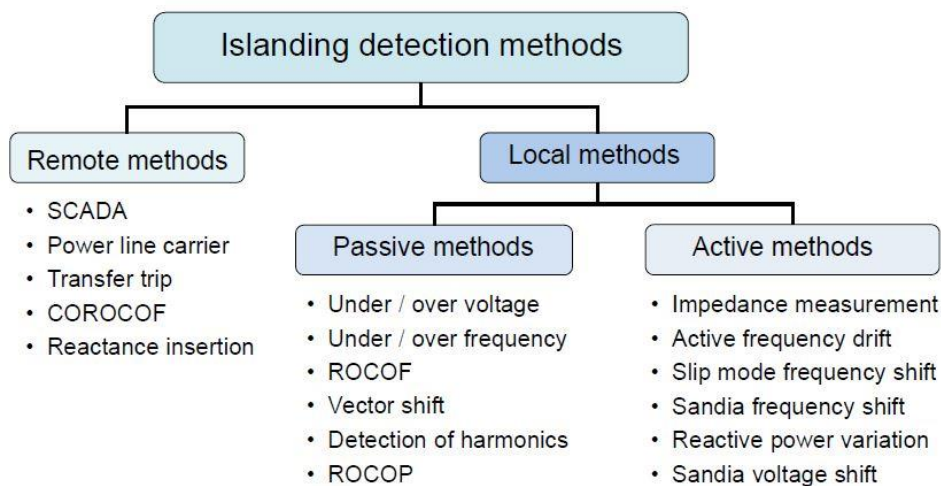 Islanding detection methods
Remote methods
• SCADA
• Power line carrier
• Transfer trip
• COROCOF
• Reactance insertion
Local methods
Passive methods
• Under / over voltage
• Under / over frequency
• ROCOF
• Vector shift
• Detection of harmonics
• ROCOP
Active methods
• Impedance measurement
• Active frequency drift
• Slip mode frequency shift
• Sandia frequency shift
• Reactive power variation
• Sandia voltage shift